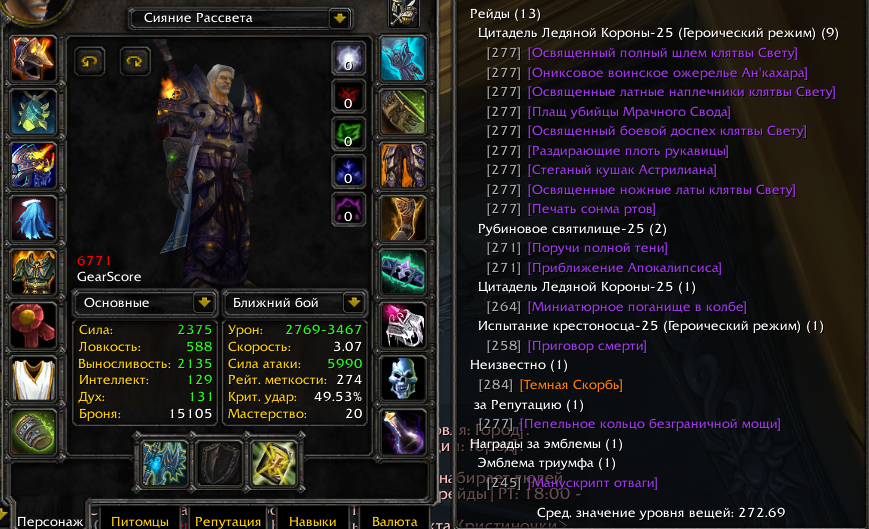 Сияние Рассвета
0
0
0
0
0
6771
GearScore
Основные
Ближний бой
Сила: 2375
Ловкость: 588
Выносливость: 2135
Интеллект: 129
Дух: 131
Броня: 15105
Урон: 2769-3467
Скорость: 3.07
Сила атаки: 5990
Рейт. меткости: 274
Крит. удар: 49.53%
Мастерство: 20
Персонаж
Питомцы
Репутация
Навыки
Валюта
Рейды (13)
Цитадель Ледяной Короны-25 (Героический режим) (9)
[277] [Освященный полный шлем клятвы Свету]
[277] [Ониксовое воинское ожерелье Ан'кахара]
[277] [Освященные латные наплечники клятвы Свету]
[277] [Плащ убийцы Мрачного Свода]
[277] [Освященный боевой доспех клятвы Свету]
[277] [Раздирающие плоть рукавицы]
[277] [Стеганый кушак Астрилиана]
[277] [Освященные ножные латы клятвы Свету]
[277] [Печать сонма ртов]
Рубиновое святилище-25 (2)
[271] [Поручи полной тени]
[271] [Приближение Апокалипсиса]
Цитадель Ледяной Короны-25 (1)
[264] [Миниатюрное поганище в колбе]
Испытание крестоносца-25 (Героический режим) (1)
[258] [Приговор смерти]
Неизвестно (1)
[284] [Темная Скорбь]
за Репутацию (1)
[277] [Пепельное кольцо безграничной мощи]
Награды за эмблемы (1)
Эмблема триумфа (1)
[245] [Манускрипт отваги]
Сред. значение уровня вещей: 272.69